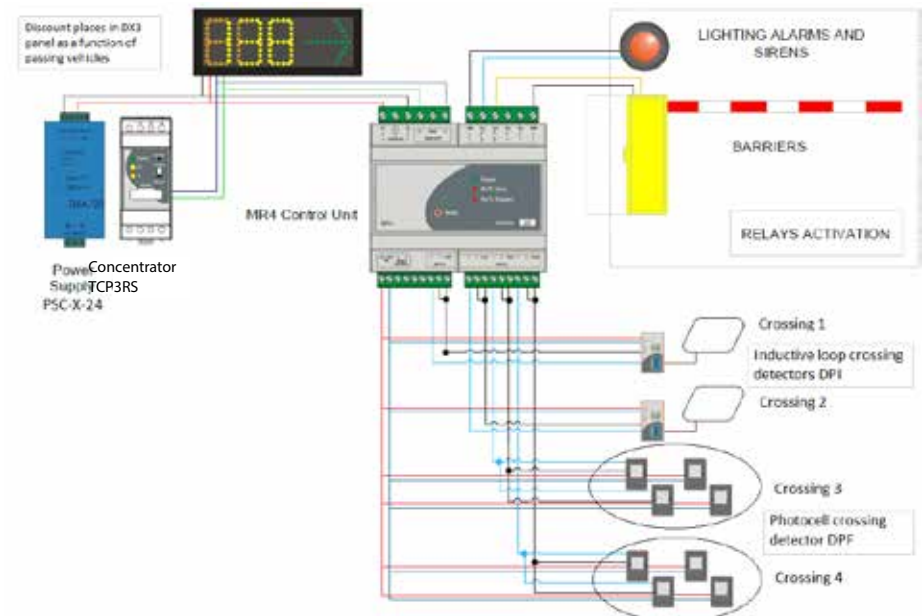 Discount places in DX3
panel as a function of
passing vehicles
188
LIGHTING ALARMS AND
SIRENS
BARRIERS
RELAYS ACTIVATION
MR4 Control Unit
Power
Supply
PSC-X-24
Concentrator
TCP3RS
Crossing 1
Inductive loop crossing
detectors DPI
Crossing 2
Crossing 3
Photocell crossing
detector DPF
Crossing 4